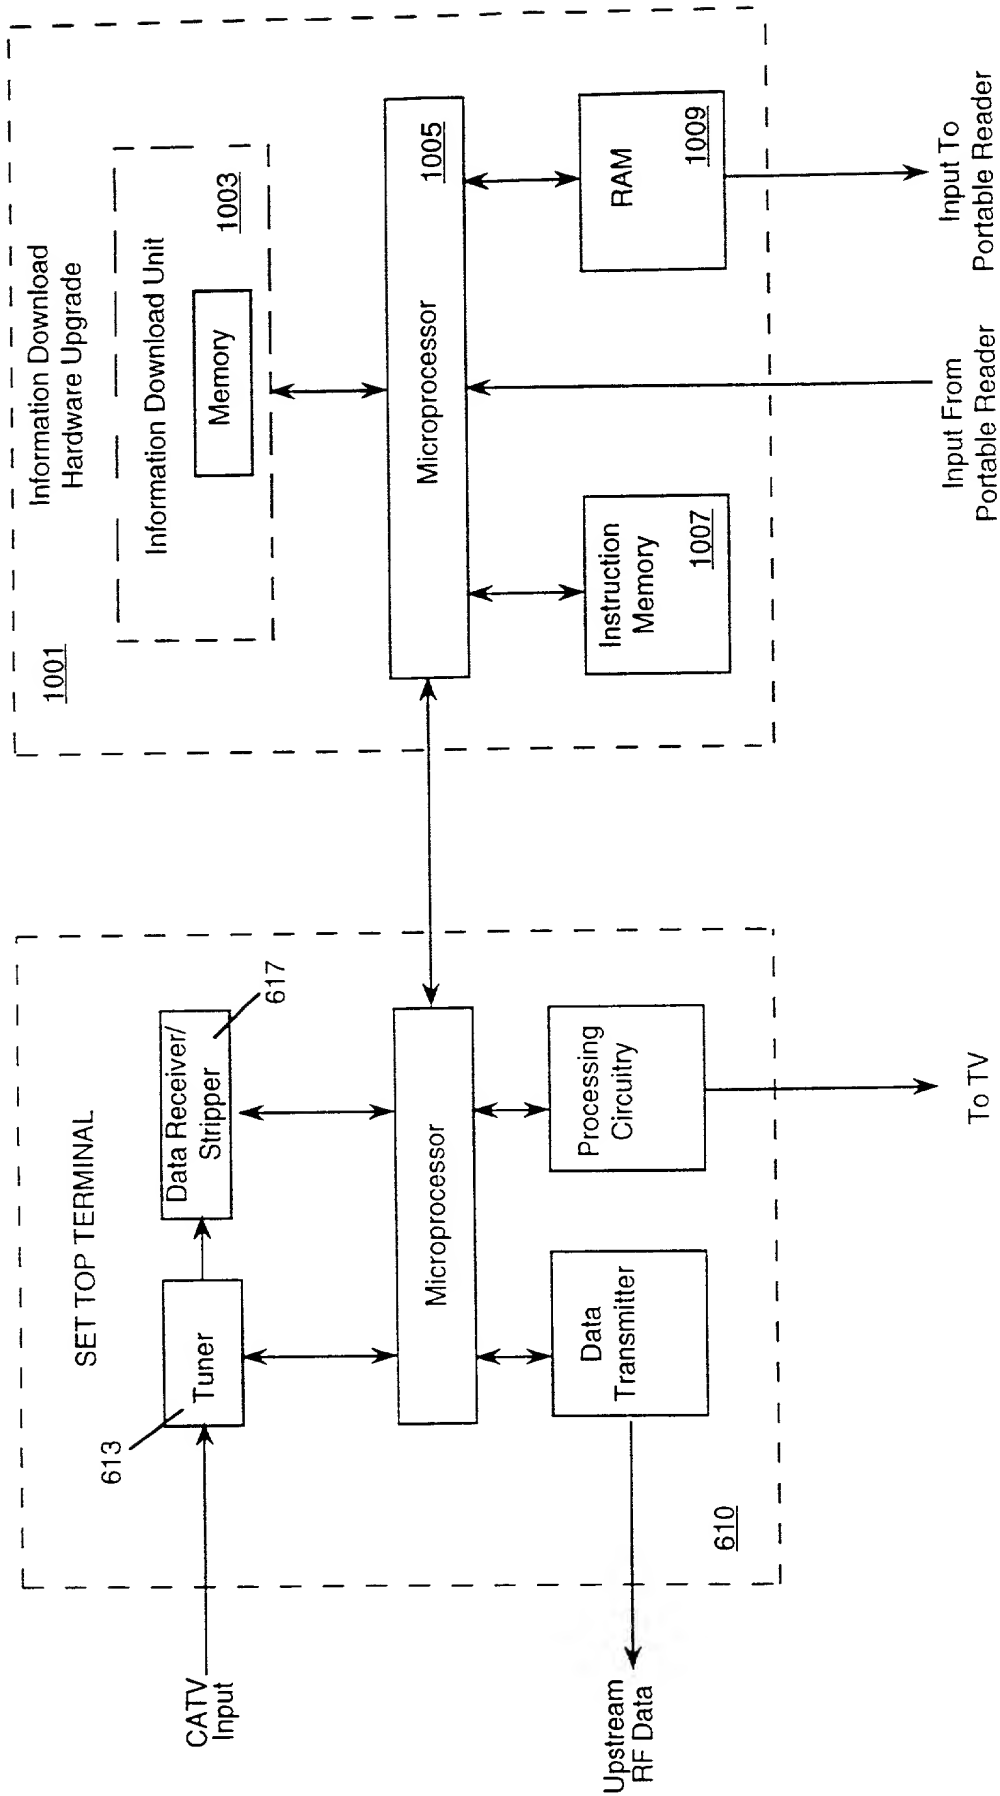 SET TOP TERMINAL
613
Tuner
Data Receiver/
Stripper
617
CATV
Input
Microprocessor
Data
Transmitter
Processing
Circuitry
610
Upstream
RF Data
To TV
1001
Information Download
Hardware Upgrade
Information Download Unit
1003
Memory
Microprocessor
1005
Instruction
Memory
1007
RAM
1009
Input From
Portable Reader
Input To
Portable Reader